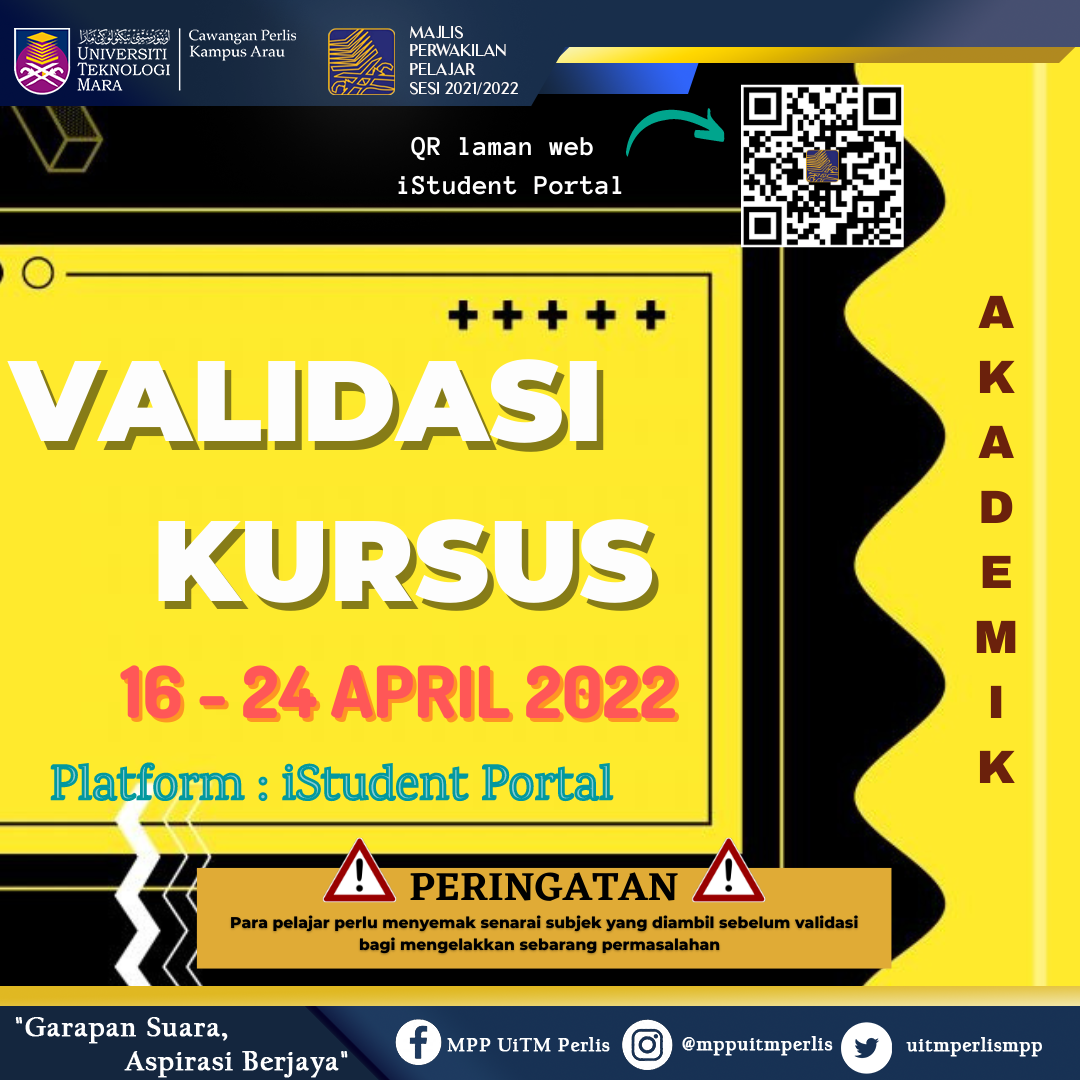 UNIVERSITI
TEKNOLOGI
MARA
Cawangan Perlis
Kampus Arau
MAJLIS
PERWAKILAN
PELAJAR
SESI 2021/2022
QR laman web
iStudent Portal
VALIDASI
KURSUS
16 - 24 APRIL 2022
Platform : iStudent Portal
AKADEMIK
PERINGATAN
Para pelajar perlu menyemak senarai subjek yang diambil sebelum validasi
bagi mengelakkan sebarang permasalahan
"Garapan Suara,
Aspirasi Berjaya"
MPP UiTM Perlis
@mppuitmperlis
uitmperlismpp